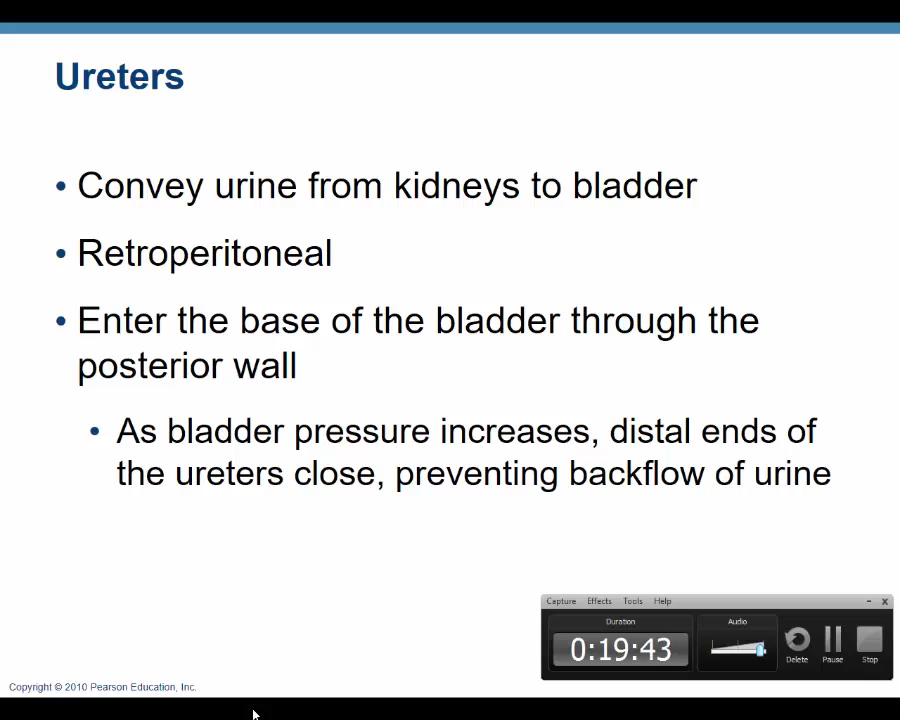 Ureters
• Convey urine from kidneys to bladder
• Retroperitoneal
• Enter the base of the bladder through the
posterior wall
• As bladder pressure increases, distal ends of
the ureters close, preventing backflow of urine
Capture Effects Tools Help
Duration
Audio
0:19:43
Delete Pause Stop
Copyright © 2010 Pearson Education, Inc.